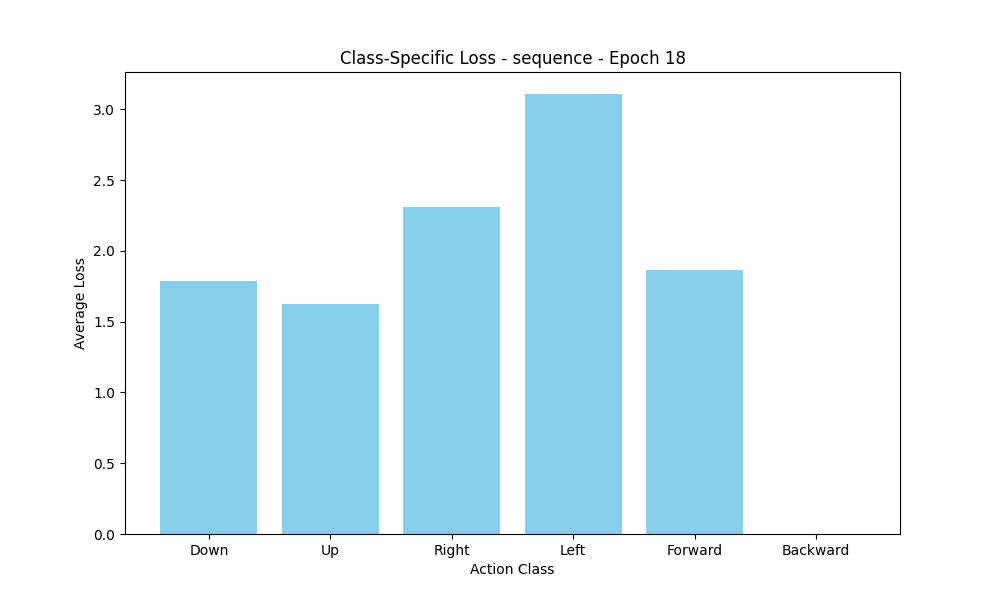 Class-Specific Loss - sequence - Epoch 18
3.0
2.5
2.0
1.5
1.0
0.5
0.0
Average Loss
Down Up Right Left Forward Backward
Action Class